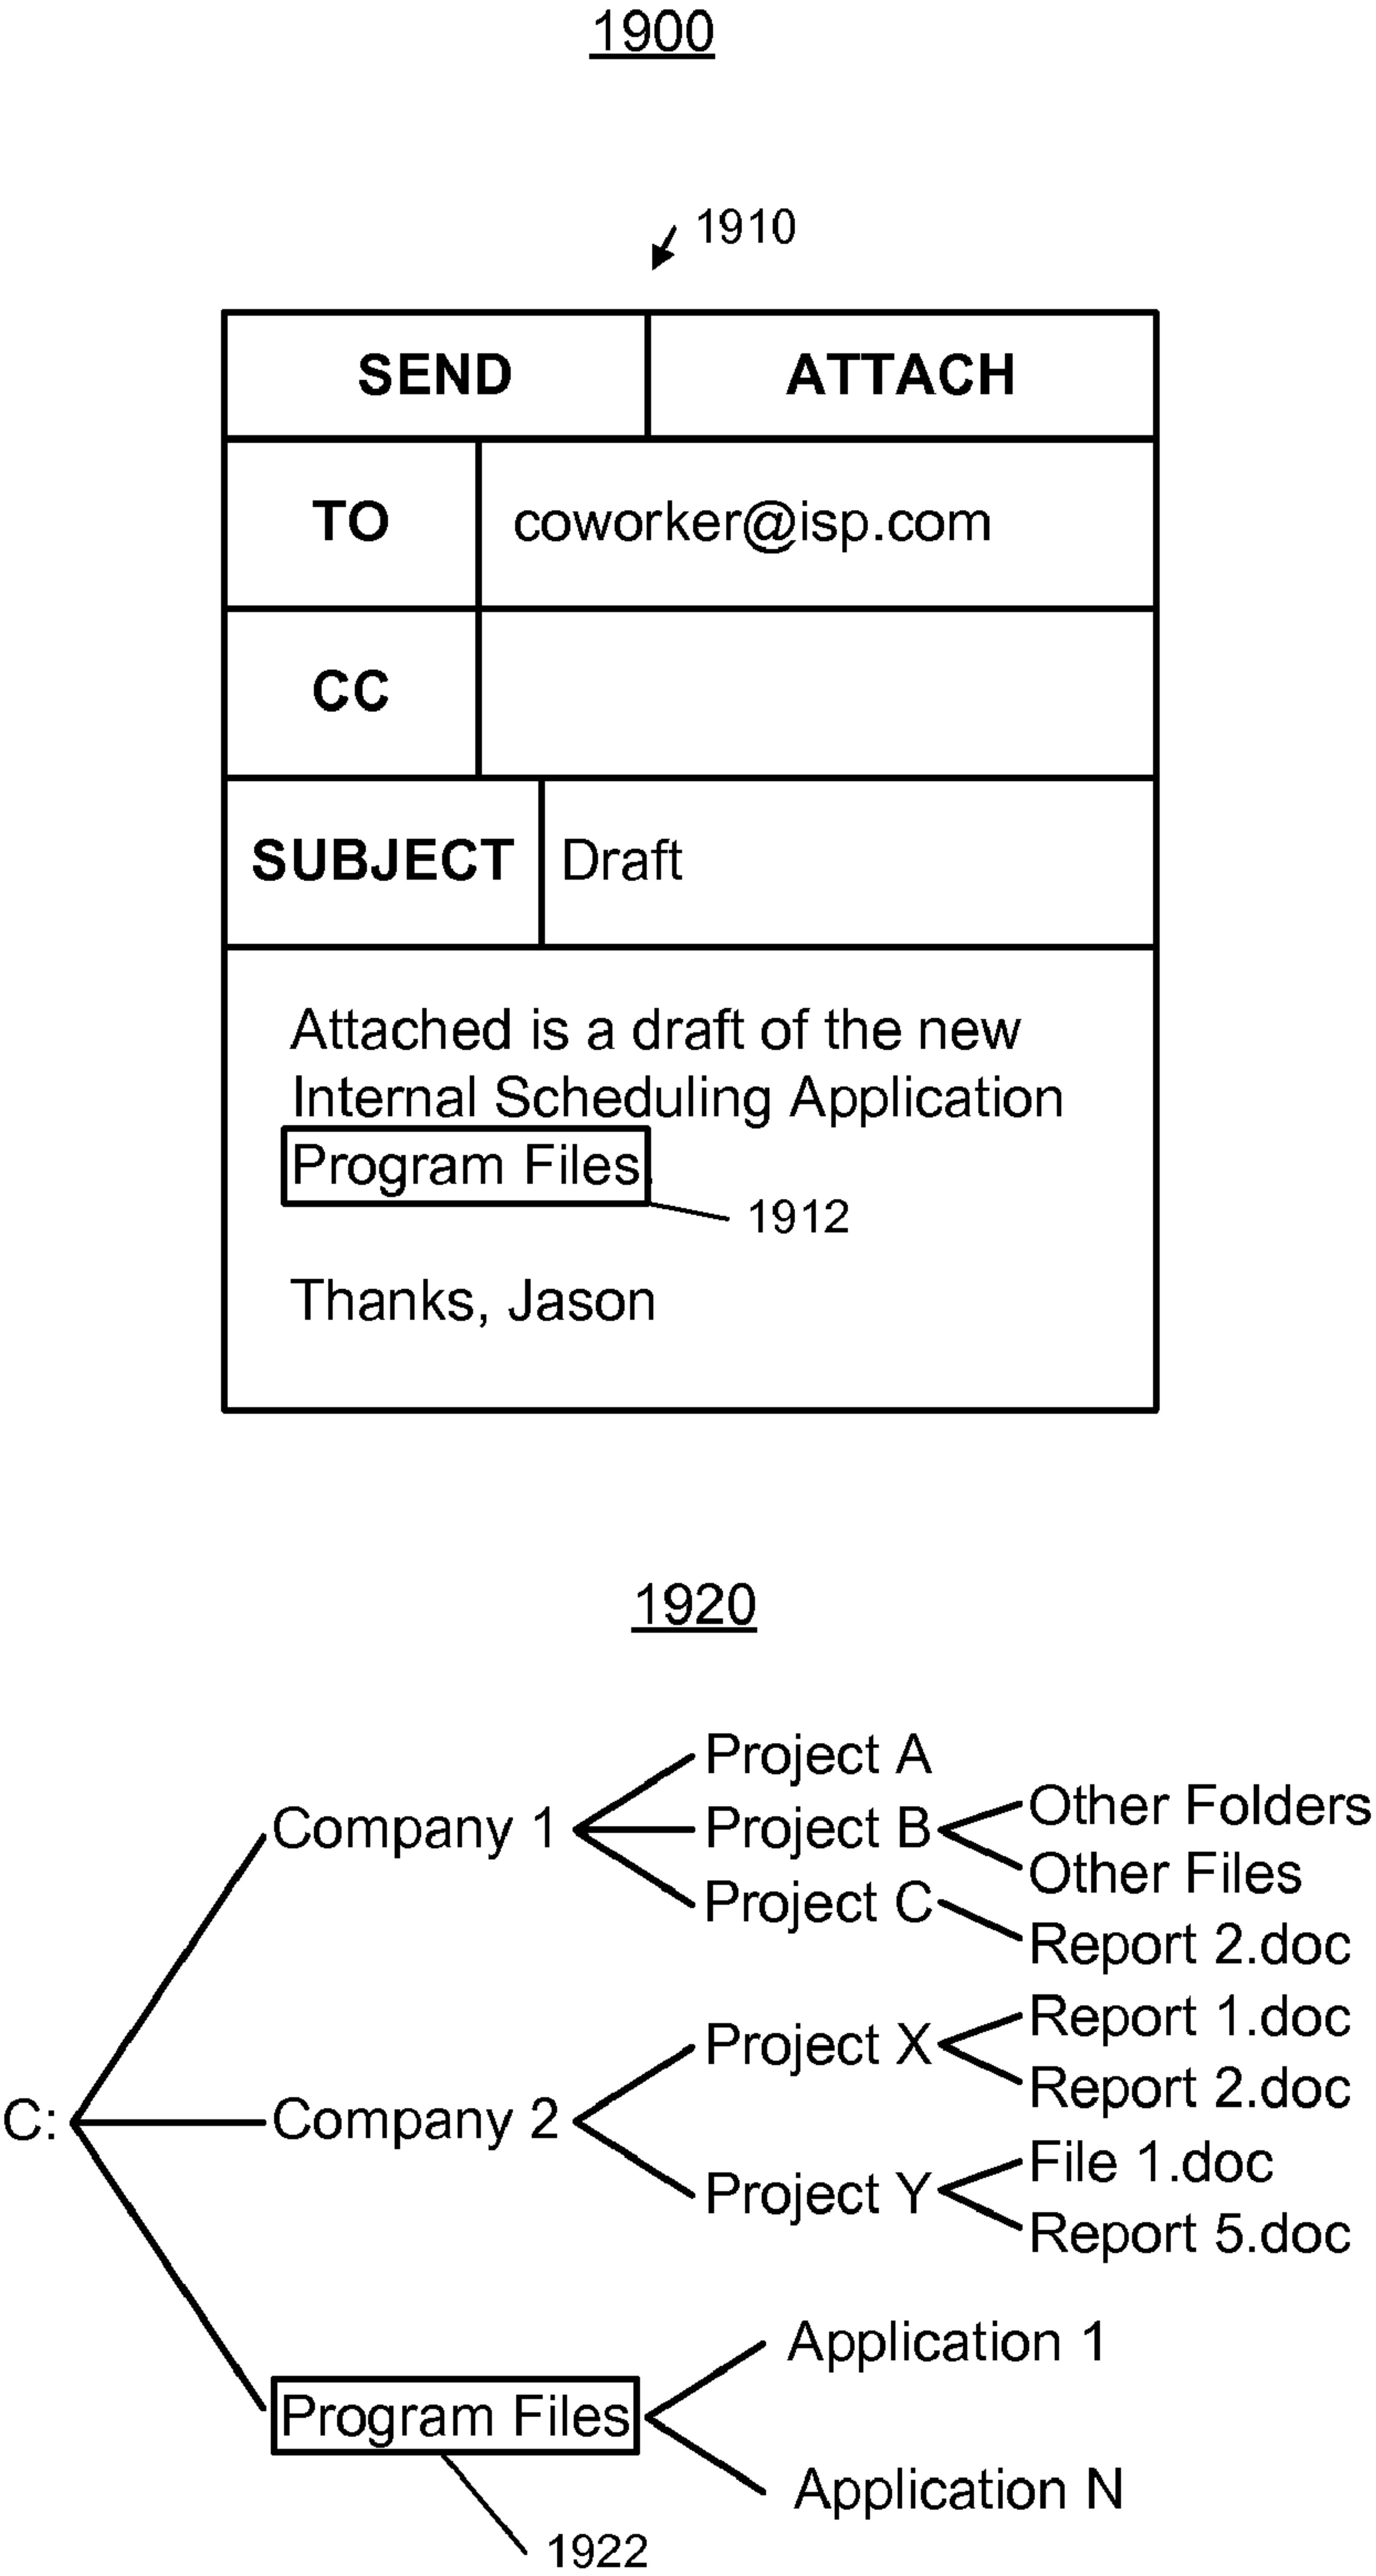 1900
1910
SEND ATTACH
TO coworker@isp.com
CC
SUBJECT Draft
Attached is a draft of the new
Internal Scheduling Application
Program Files
1912
Thanks, Jason
1920
Project A
Other Folders
Company 1 Project B
Other Files
Project C
Report 2.doc
Report 1.doc
Project X
Report 2.doc
C: Company 2
File 1.doc
Project Y
Report 5.doc
Application 1
Program Files
Application N
1922